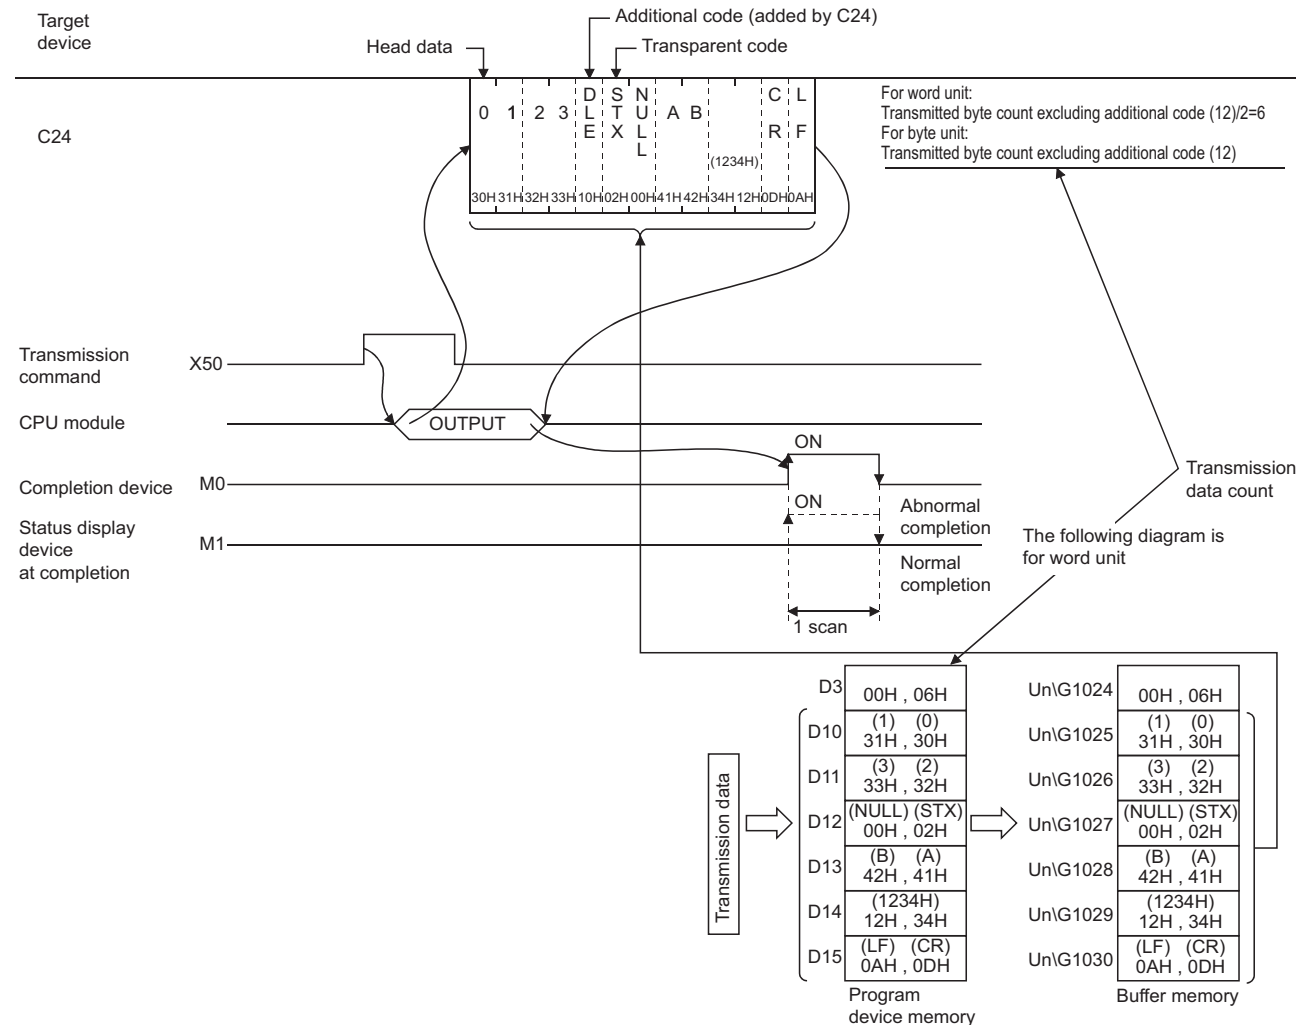 Target
device
Additional code (added by C24)
Head data
Transparent code
C24
0 1 2 3 DLE STX NULL A B CR LF
(1234H)
30H 31H 32H 33H 10H 02H 00H 41H 42H 34H 12H 0DH 0AH
For word unit:
Transmitted byte count excluding additional code (12)/2=6
For byte unit:
Transmitted byte count excluding additional code (12)
Transmission
command
X50
CPU module
OUTPUT
ON
Completion device
M0
ON
Abnormal
completion
Status display
device
at completion
M1
Normal
completion
1 scan
Transmission
data count
The following diagram is
for word unit
D3
00H , 06H
D10
(1) (0)
31H , 30H
D11
(3) (2)
33H , 32H
D12
(NULL) (STX)
00H , 02H
D13
(B) (A)
42H , 41H
D14
(1234H)
12H , 34H
D15
(LF) (CR)
0AH , 0DH
Transmission data
Program
device memory
Un\G1024
00H , 06H
Un\G1025
(1) (0)
31H , 30H
Un\G1026
(3) (2)
33H , 32H
Un\G1027
(NULL) (STX)
00H , 02H
Un\G1028
(B) (A)
42H , 41H
Un\G1029
(1234H)
12H , 34H
Un\G1030
(LF) (CR)
0AH , 0DH
Buffer memory